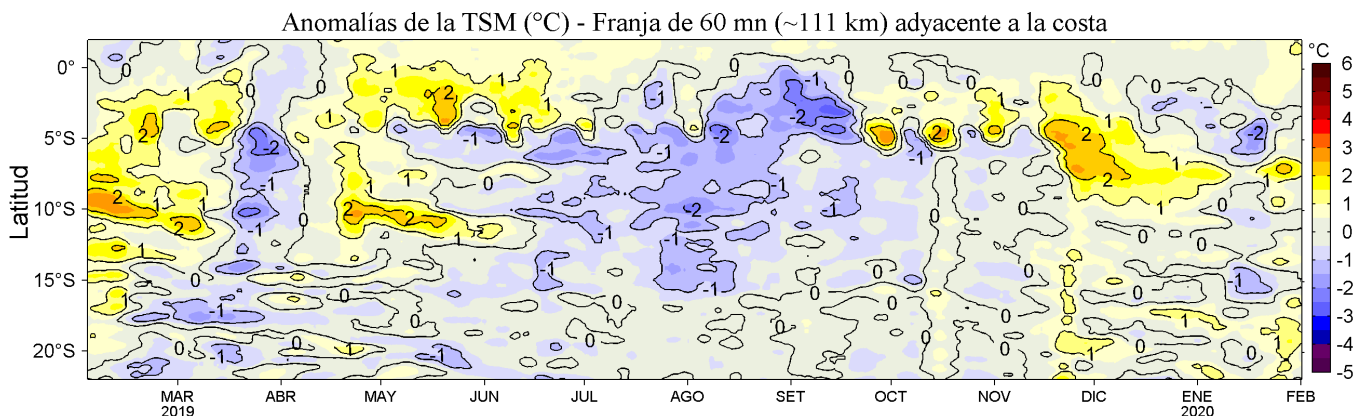 Anomalías de la TSM (°C) - Franja de 60 mn (~111 km) adyacente a la costa
°C
6
5
4
3
2
1
0
-1
-2
-3
-4
-5
Latitud
0°
5°S
10°S
15°S
20°S
MAR ABR MAY JUN JUL AGO SET OCT NOV DIC ENE FEB
2019 2020